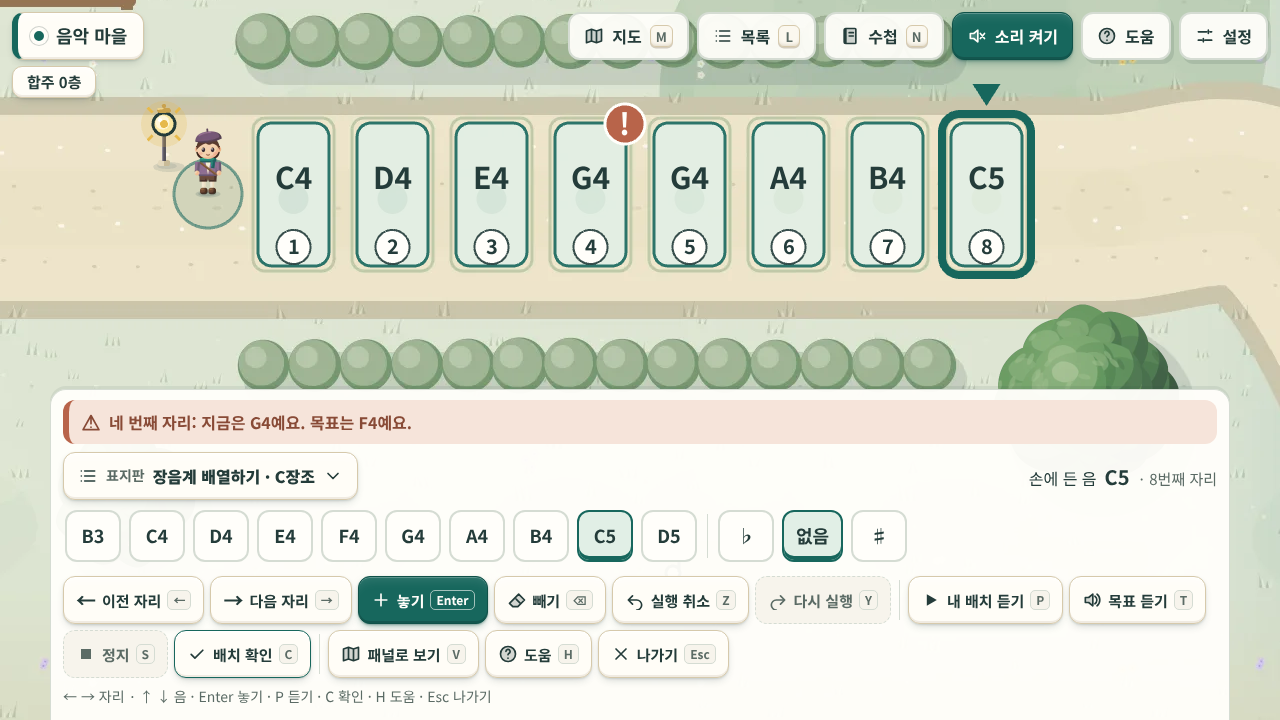 음악 마을
지도 M
목록 L
수첩 N
소리 켜기
도움
설정
합주 0층
C4 D4 E4 G4 G4 A4 B4 C5
!
1 2 3 4 5 6 7 8
네 번째 자리: 지금은 G4예요. 목표는 F4예요.
표지판 장음계 배열하기 · C장조
손에 든 음 C5 · 8번째 자리
B3 C4 D4 E4 F4 G4 A4 B4 C5 D5 ♭ 없음 ♯
← 이전 자리 ← → 다음 자리 → + 놓기 Enter 빼기 ⌫ 실행 취소 Z 다시 실행 Y 내 배치 듣기 P 목표 듣기 T
정지 S 배치 확인 C 패널로 보기 V 도움 H 나가기 Esc
← → 자리 · ↑ ↓ 음 · Enter 놓기 · P 듣기 · C 확인 · H 도움 · Esc 나가기